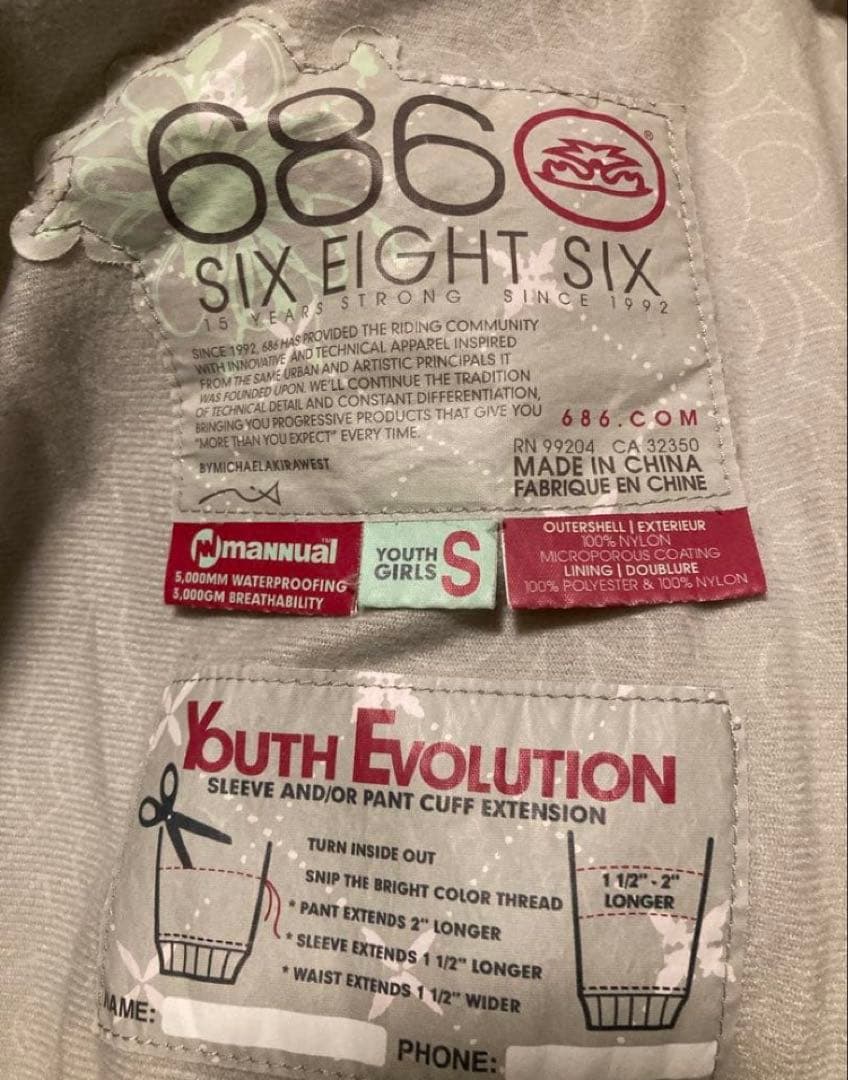 686 ®
SIX EIGHT SIX
15 YEARS STRONG SINCE 1992
SINCE 1992, 686 HAS PROVIDED THE RIDING COMMUNITY
WITH INNOVATIVE AND TECHNICAL APPAREL INSPIRED
FROM THE SAME URBAN AND ARTISTIC PRINCIPALS IT
WAS FOUNDED UPON. WE'LL CONTINUE THE TRADITION
OF TECHNICAL DETAIL AND CONSTANT DIFFERENTIATION,
BRINGING YOU PROGRESSIVE PRODUCTS THAT GIVE YOU
"MORE THAN YOU EXPECT" EVERY TIME.
BYMICHAELAKIRAWEST
686.COM
RN 99204 CA 32350
MADE IN CHINA
FABRIQUE EN CHINE
mannual™
5,000MM WATERPROOFING
3,000GM BREATHABILITY
YOUTH
GIRLS S
OUTERSHELL | EXTERIEUR
100% NYLON
MICROPOROUS COATING
LINING | DOUBLURE
100% POLYESTER & 100% NYLON
YOUTH EVOLUTION
SLEEVE AND/OR PANT CUFF EXTENSION
TURN INSIDE OUT
SNIP THE BRIGHT COLOR THREAD
* PANT EXTENDS 2" LONGER
* SLEEVE EXTENDS 1 1/2" LONGER
* WAIST EXTENDS 1 1/2" WIDER
1 1/2" - 2"
LONGER
NAME:
PHONE: